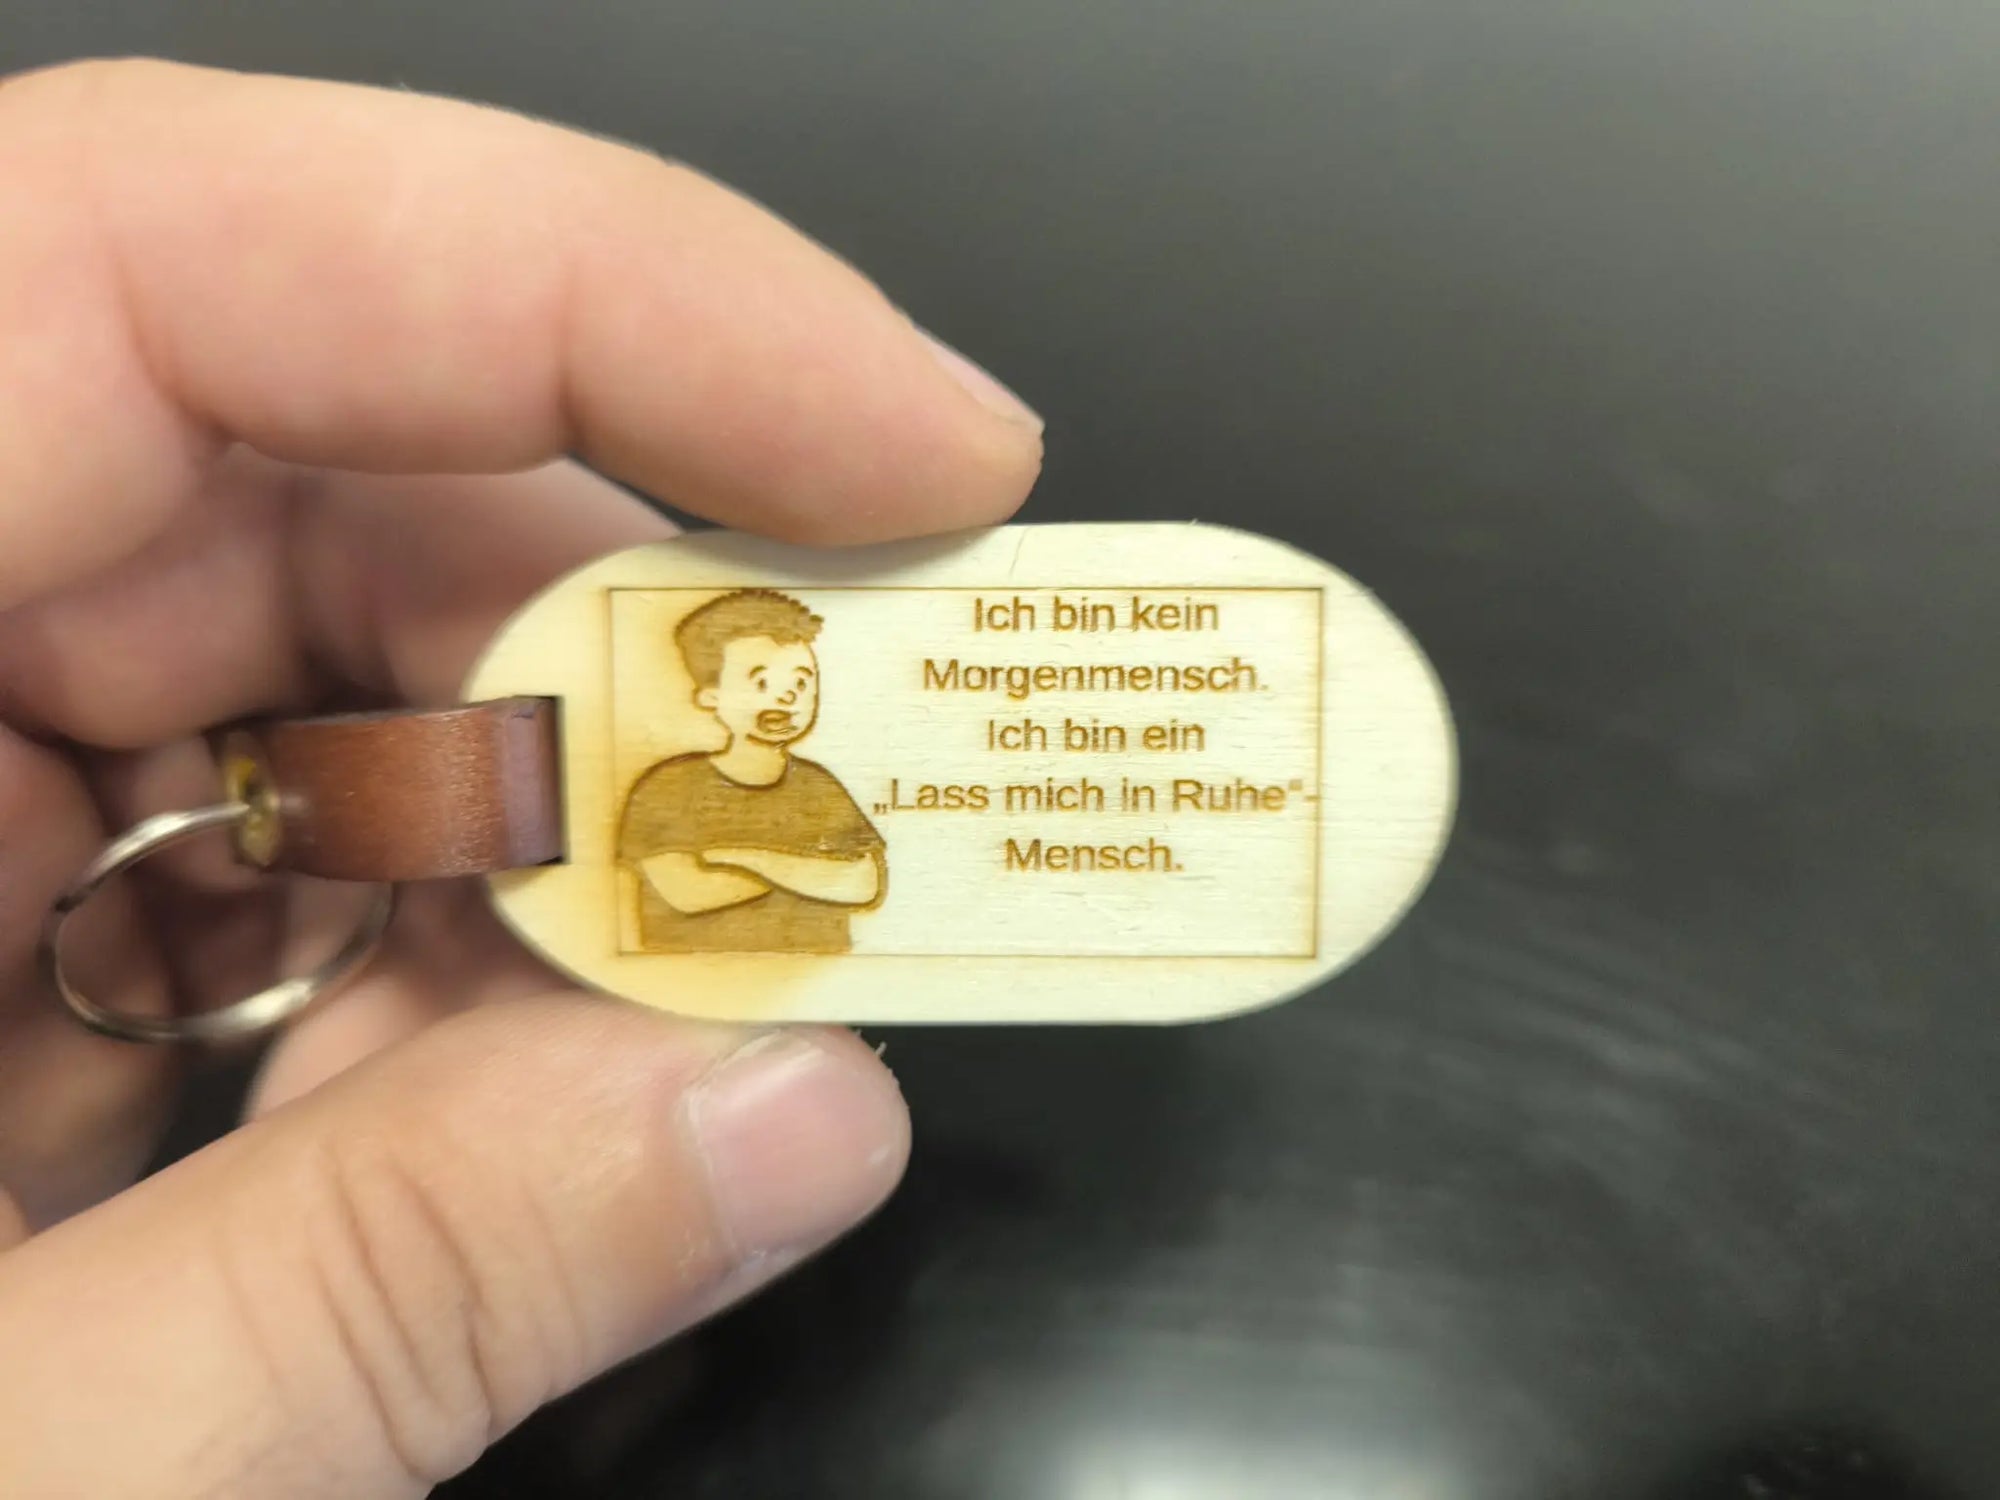 Ich bin kein
Morgenmensch.
Ich bin ein
„Lass mich in Ruhe“-
Mensch.